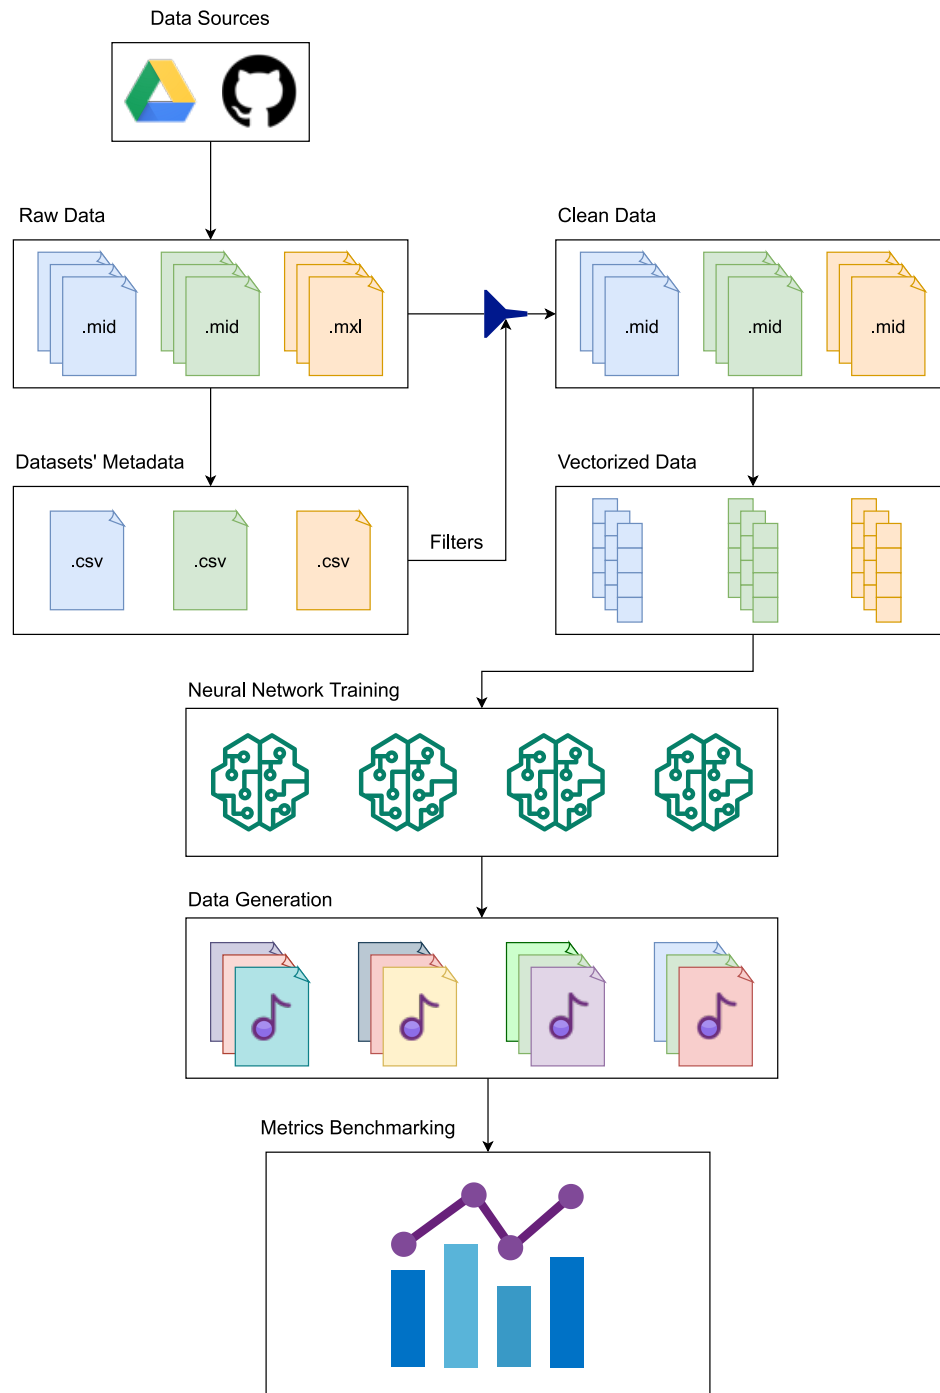 Data Sources
Raw Data
Clean Data
.mid
.mid
.mxl
.mid
.mid
.mid
Datasets' Metadata
Vectorized Data
.csv
.csv
.csv
Filters
Neural Network Training
Data Generation
Metrics Benchmarking